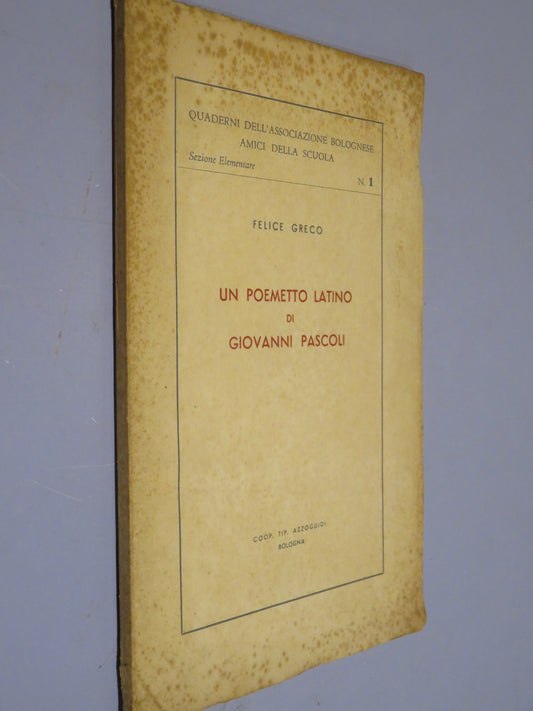 QUADERNI DELL'ASSOCIAZIONE BOLOGNESE
AMICI DELLA SCUOLA
Sezione Elementare
N. 1
FELICE GRECO
UN POEMETTO LATINO
DI
GIOVANNI PASCOLI
COOP. TIP. AZZOGUIDI
BOLOGNA